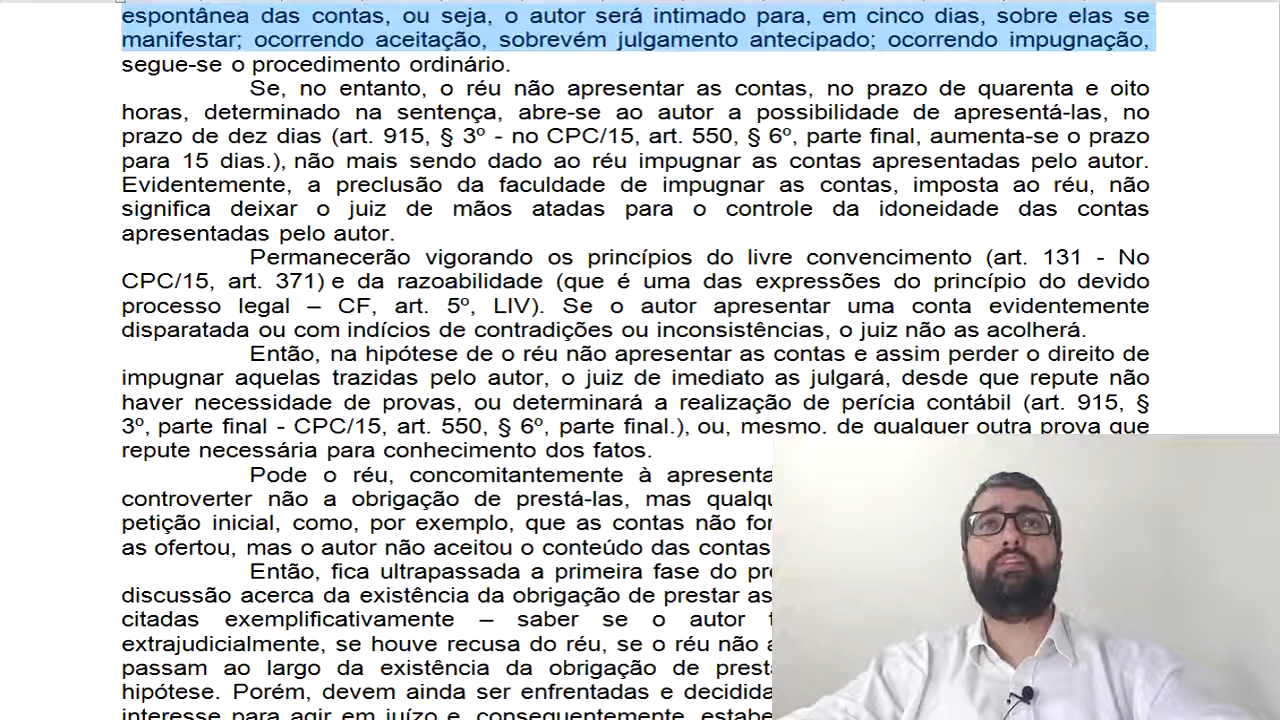 espontânea das contas, ou seja, o autor será intimado para, em cinco dias, sobre elas se
manifestar; ocorrendo aceitação, sobrevém julgamento antecipado; ocorrendo impugnação,
segue-se o procedimento ordinário.
Se, no entanto, o réu não apresentar as contas, no prazo de quarenta e oito
horas, determinado na sentença, abre-se ao autor a possibilidade de apresentá-las, no
prazo de dez dias (art. 915, § 3º - no CPC/15, art. 550, § 6º, parte final, aumenta-se o prazo
para 15 dias.), não mais sendo dado ao réu impugnar as contas apresentadas pelo autor.
Evidentemente, a preclusão da faculdade de impugnar as contas, imposta ao réu, não
significa deixar o juiz de mãos atadas para o controle da idoneidade das contas
apresentadas pelo autor.
Permanecerão vigorando os princípios do livre convencimento (art. 131 - No
CPC/15, art. 371) e da razoabilidade (que é uma das expressões do princípio do devido
processo legal – CF, art. 5º, LIV). Se o autor apresentar uma conta evidentemente
disparatada ou com indícios de contradições ou inconsistências, o juiz não as acolherá.
Então, na hipótese de o réu não apresentar as contas e assim perder o direito de
impugnar aquelas trazidas pelo autor, o juiz de imediato as julgará, desde que repute não
haver necessidade de provas, ou determinará a realização de perícia contábil (art. 915, §
3º, parte final - CPC/15, art. 550, § 6º, parte final.), ou, mesmo, de qualquer outra prova que
repute necessária para conhecimento dos fatos.
Pode o réu, concomitantemente à apresenta
controverter não a obrigação de prestá-las, mas qualqu
petição inicial, como, por exemplo, que as contas não for
as ofertou, mas o autor não aceitou o conteúdo das contas
Então, fica ultrapassada a primeira fase do pro
discussão acerca da existência da obrigação de prestar as
citadas exemplificativamente – saber se o autor
extrajudicialmente, se houve recusa do réu, se o réu não
passam ao largo da existência da obrigação de prest
hipótese. Porém, devem ainda ser enfrentadas e decidida
interesse para agir em juízo e, consequentemente, estabe